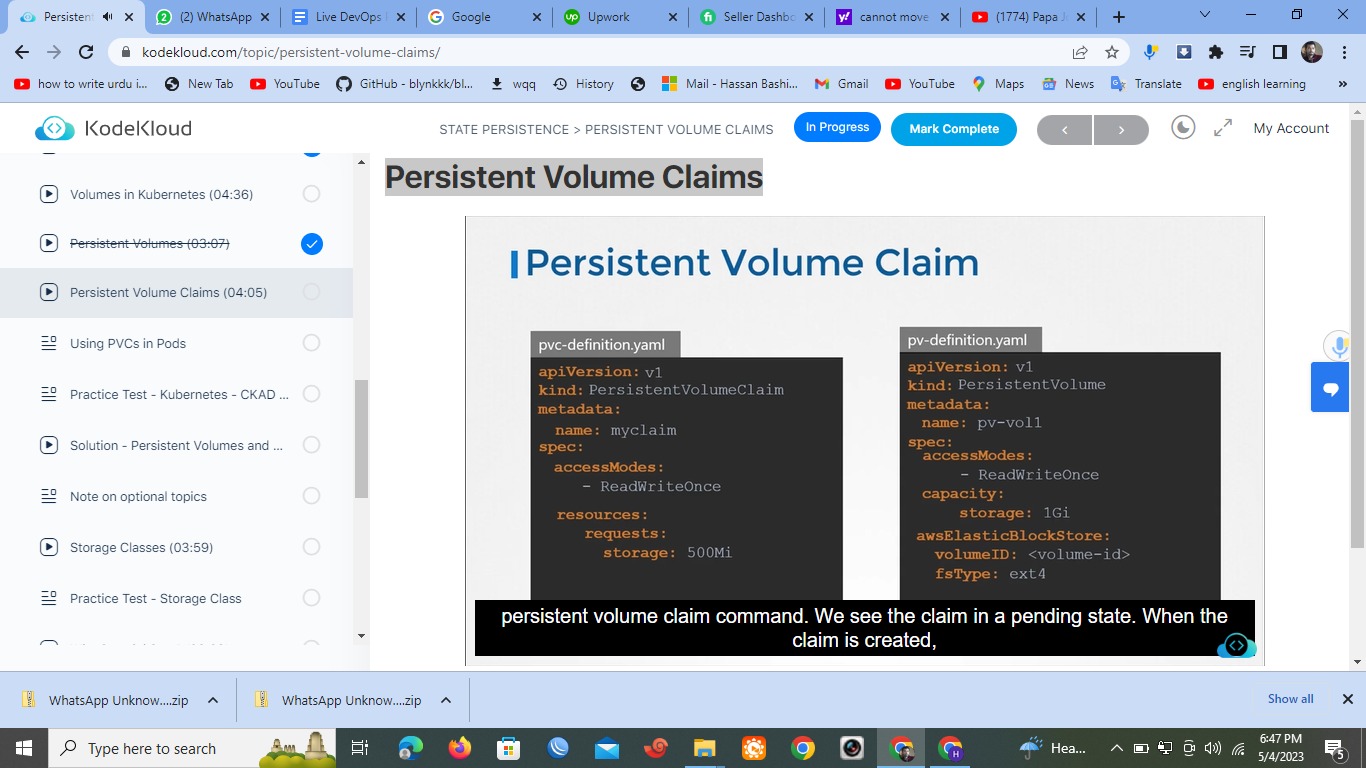 Persistent
(2) WhatsApp
Live DevOps
Google
Upwork
Seller Dashbo
cannot move
(1774) Papa J
kodekloud.com/topic/persistent-volume-claims/
how to write urdu i...
New Tab
YouTube
GitHub - blynkkk/bl...
wqq
History
Mail - Hassan Bashi...
Gmail
YouTube
Maps
News
Translate
english learning
»
KodeKloud
STATE PERSISTENCE > PERSISTENT VOLUME CLAIMS
In Progress
Mark Complete
<
>
My Account
Volumes in Kubernetes (04:36)
Persistent Volumes (03:07)
Persistent Volume Claims (04:05)
Using PVCs in Pods
Practice Test - Kubernetes - CKAD ...
Solution - Persistent Volumes and ...
Note on optional topics
Storage Classes (03:59)
Practice Test - Storage Class
Persistent Volume Claims
Persistent Volume Claim
pvc-definition.yaml
apiVersion: v1
kind: PersistentVolumeClaim
metadata:
name: myclaim
spec:
accessModes:
- ReadWriteOnce
resources:
requests:
storage: 500Mi
pv-definition.yaml
apiVersion: v1
kind: PersistentVolume
metadata:
name: pv-vol1
spec:
accessModes:
- ReadWriteOnce
capacity:
storage: 1Gi
awsElasticBlockStore:
volumeID: <volume-id>
fsType: ext4
persistent volume claim command. We see the claim in a pending state. When the
claim is created,
WhatsApp Unknow....zip
WhatsApp Unknow....zip
Show all
Type here to search
H
Hea...
6:47 PM
5/4/2023
5